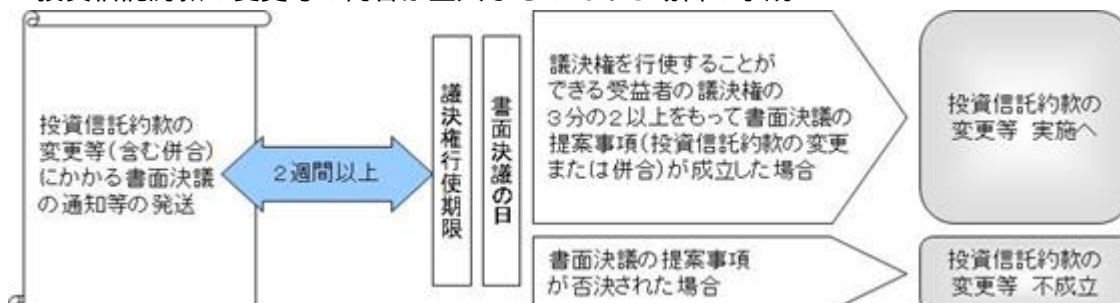 投資信託約款の
変更等(含む併合)
にかかる書面決議
の通知等の発送
2週間以上
議決権行使期限
書面決議の日
議決権を行使することが
できる受益者の議決権の
3分の2以上をもって書面決議の
提案事項(投資信託約款の変更
または併合)が成立した場合
投資信託約款の
変更等 実施へ
書面決議の提案事項
が否決された場合
投資信託約款の
変更等 不成立